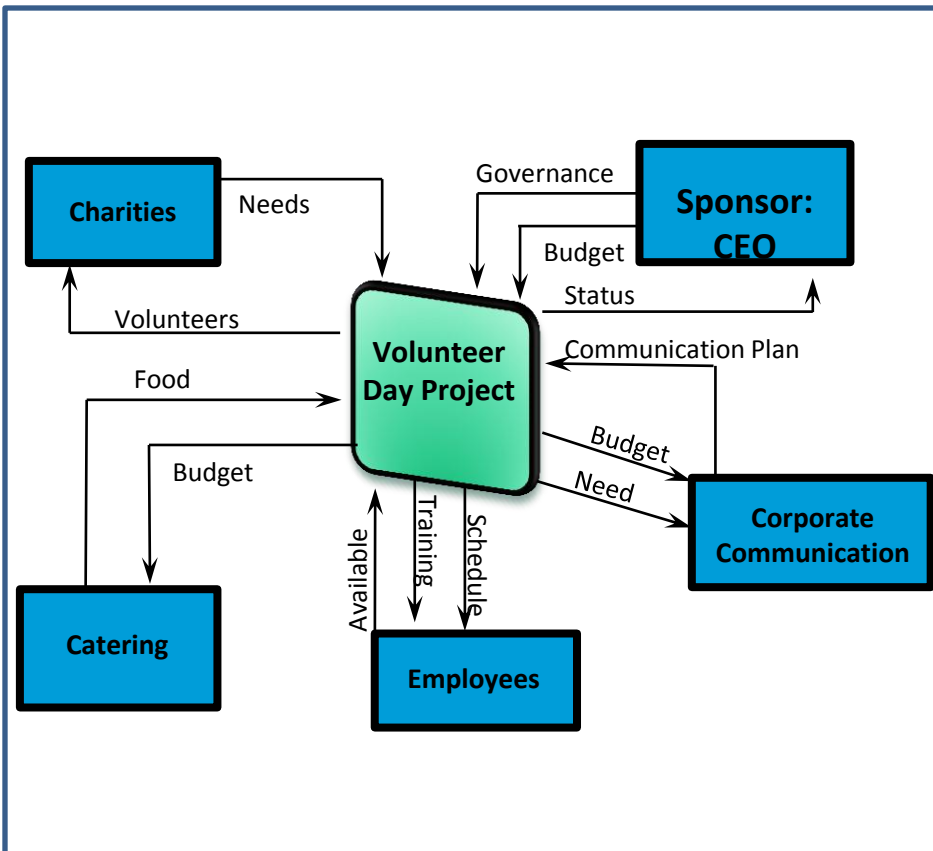 Charities
Needs
Governance
Sponsor:
CEO
Budget
Status
Volunteers
Volunteer
Day Project
Communication Plan
Food
Budget
Budget
Need
Available
Training
Schedule
Corporate
Communication
Catering
Employees